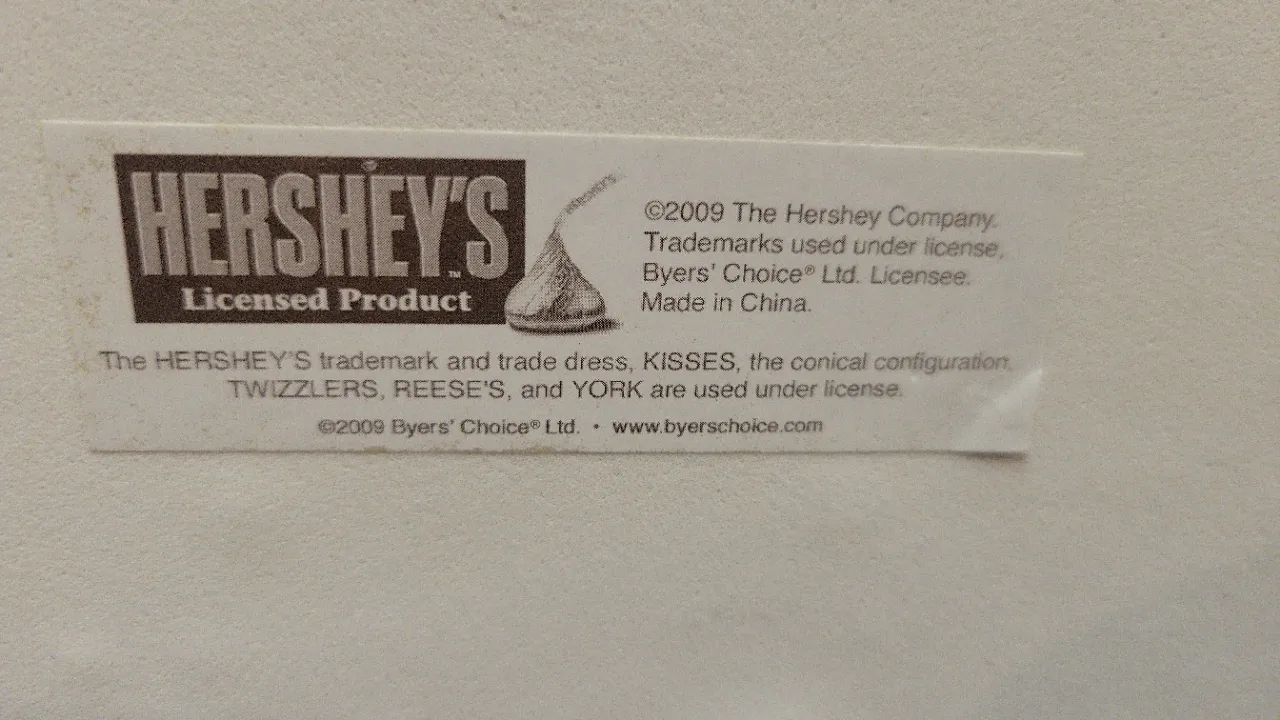 HERSHEY'S™
Licensed Product
©2009 The Hershey Company.
Trademarks used under license,
Byers' Choice® Ltd. Licensee.
Made in China.
The HERSHEY'S trademark and trade dress, KISSES, the conical configuration,
TWIZZLERS, REESE'S, and YORK are used under license.
©2009 Byers' Choice® Ltd. • www.byerschoice.com